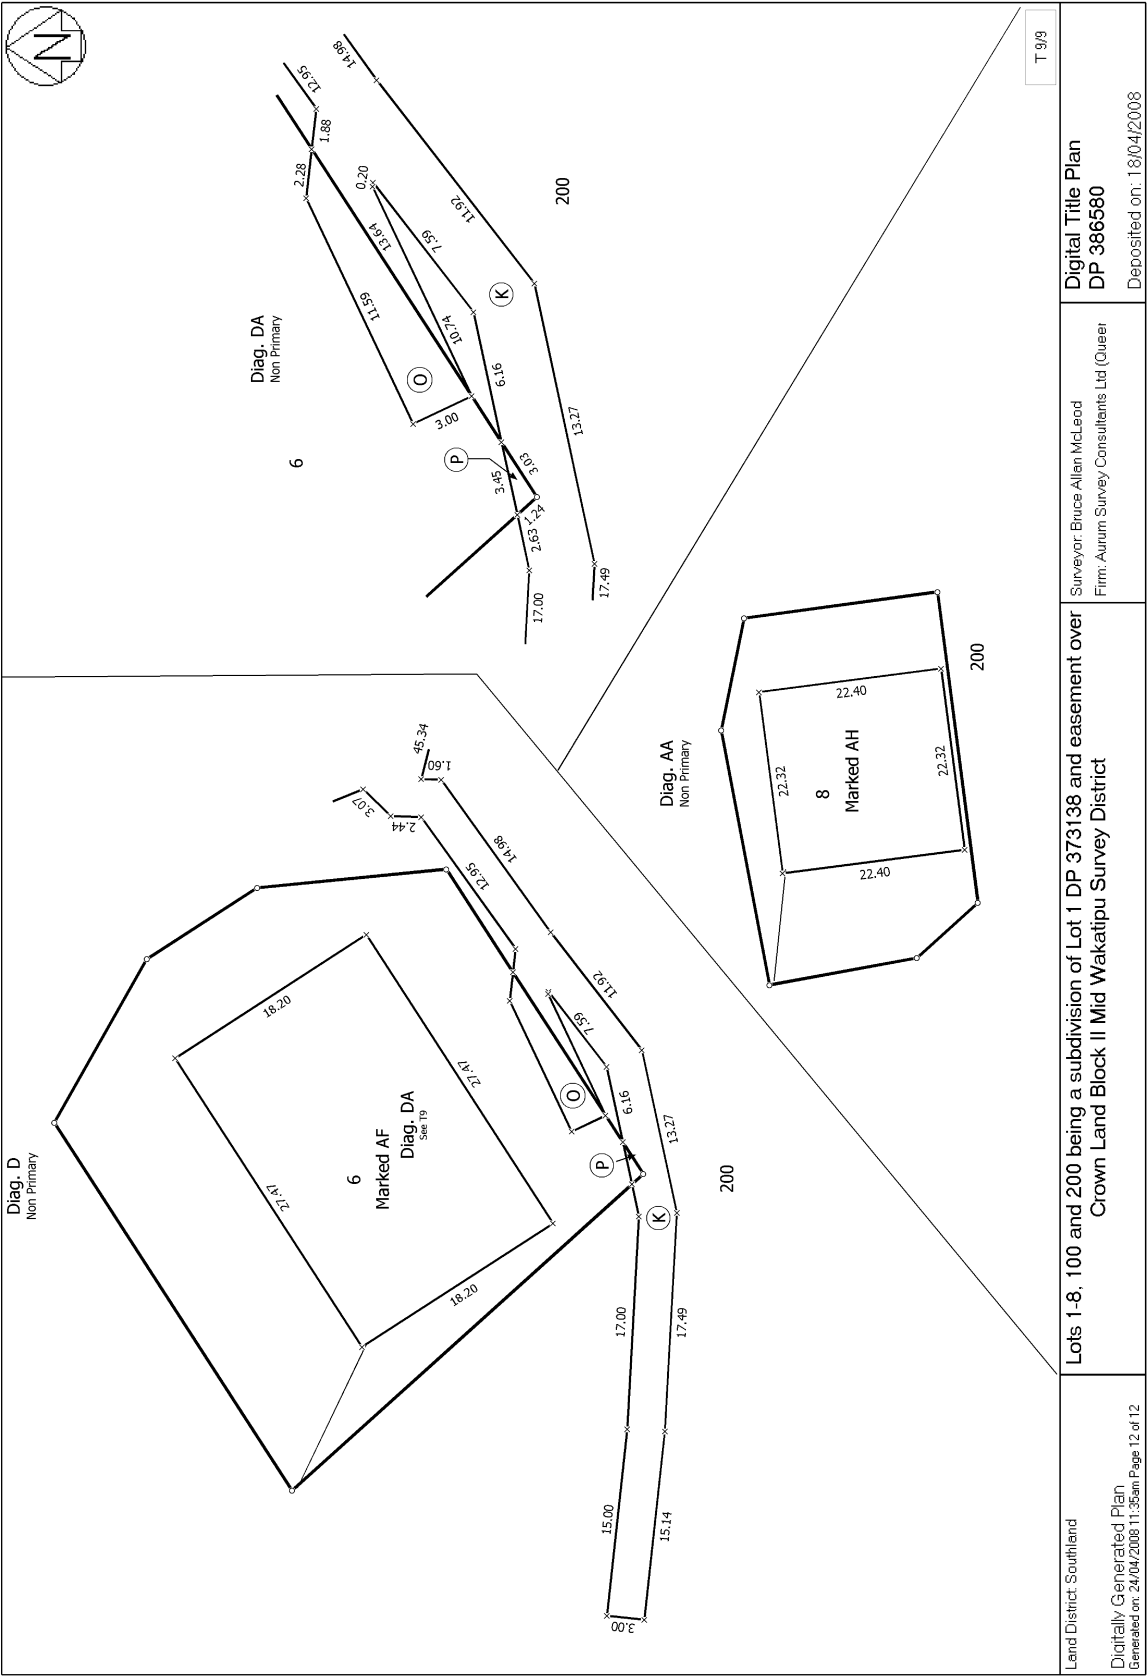 N
Diag. D
Non Primary
18.20
27.47
6
Marked AF
Diag. DA
See T9
27.47
18.20
3.07
2.44
45.34
1.60
12.95
14.98
11.92
7.59
O
6.16
13.27
P
K
200
17.00
17.49
15.00
15.14
3.00
Diag. DA
Non Primary
6
14.98
12.95
1.88
2.28
0.20
13.64
11.92
7.59
11.59
10.74
O
K
200
6.16
3.00
13.27
P
3.03
3.45
1.24
2.63
17.00
17.49
Diag. AA
Non Primary
22.40
22.32
8
Marked AH
22.32
22.40
200
T 9/9
Land District: Southland
Digitally Generated Plan
Generated on: 24/04/2008 11:35am Page 12 of 12
Lots 1-8, 100 and 200 being a subdivision of Lot 1 DP 373138 and easement over
Crown Land Block II Mid Wakatipu Survey District
Surveyor: Bruce Allan McLeod
Firm: Aurum Survey Consultants Ltd (Queer
Digital Title Plan
DP 386580
Deposited on: 18/04/2008